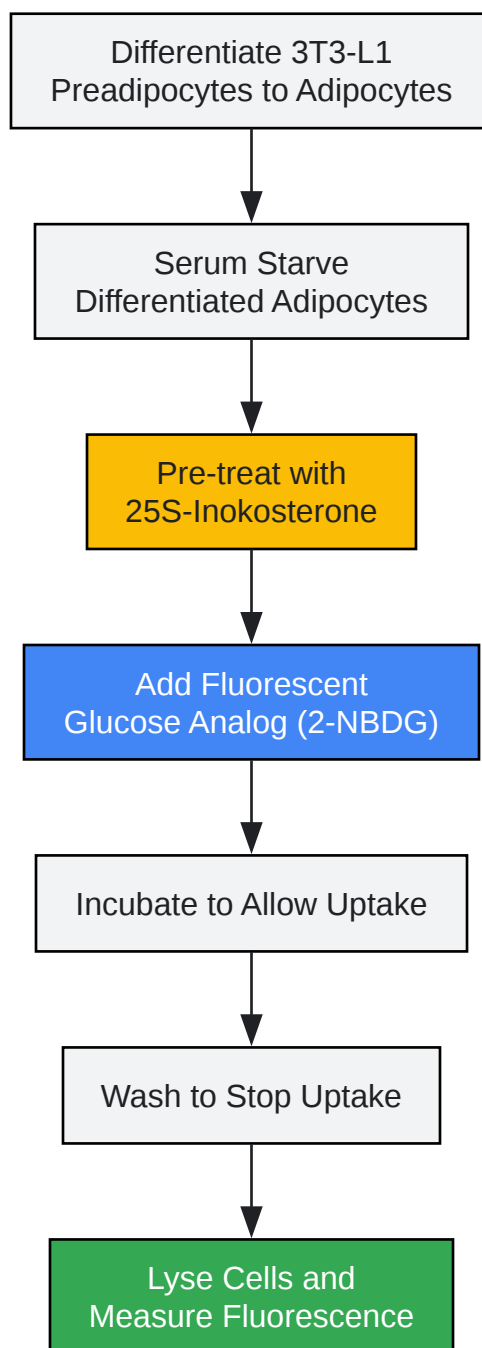 Differentiate 3T3-L1
Preadipocytes to Adipocytes
Serum Starve
Differentiated Adipocytes
Pre-treat with
25S-Inokosterone
Add Fluorescent
Glucose Analog (2-NBDG)
Incubate to Allow Uptake
Wash to Stop Uptake
Lyse Cells and
Measure Fluorescence